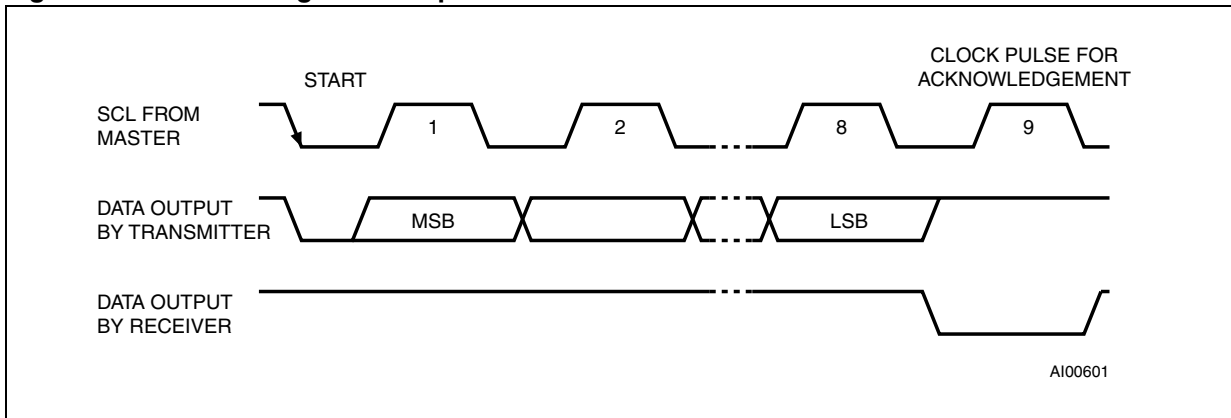 CLOCK PULSE FOR
ACKNOWLEDGEMENT
START
SCL FROM
MASTER
1
2
8
9
DATA OUTPUT
BY TRANSMITTER
MSB
LSB
DATA OUTPUT
BY RECEIVER
AI00601